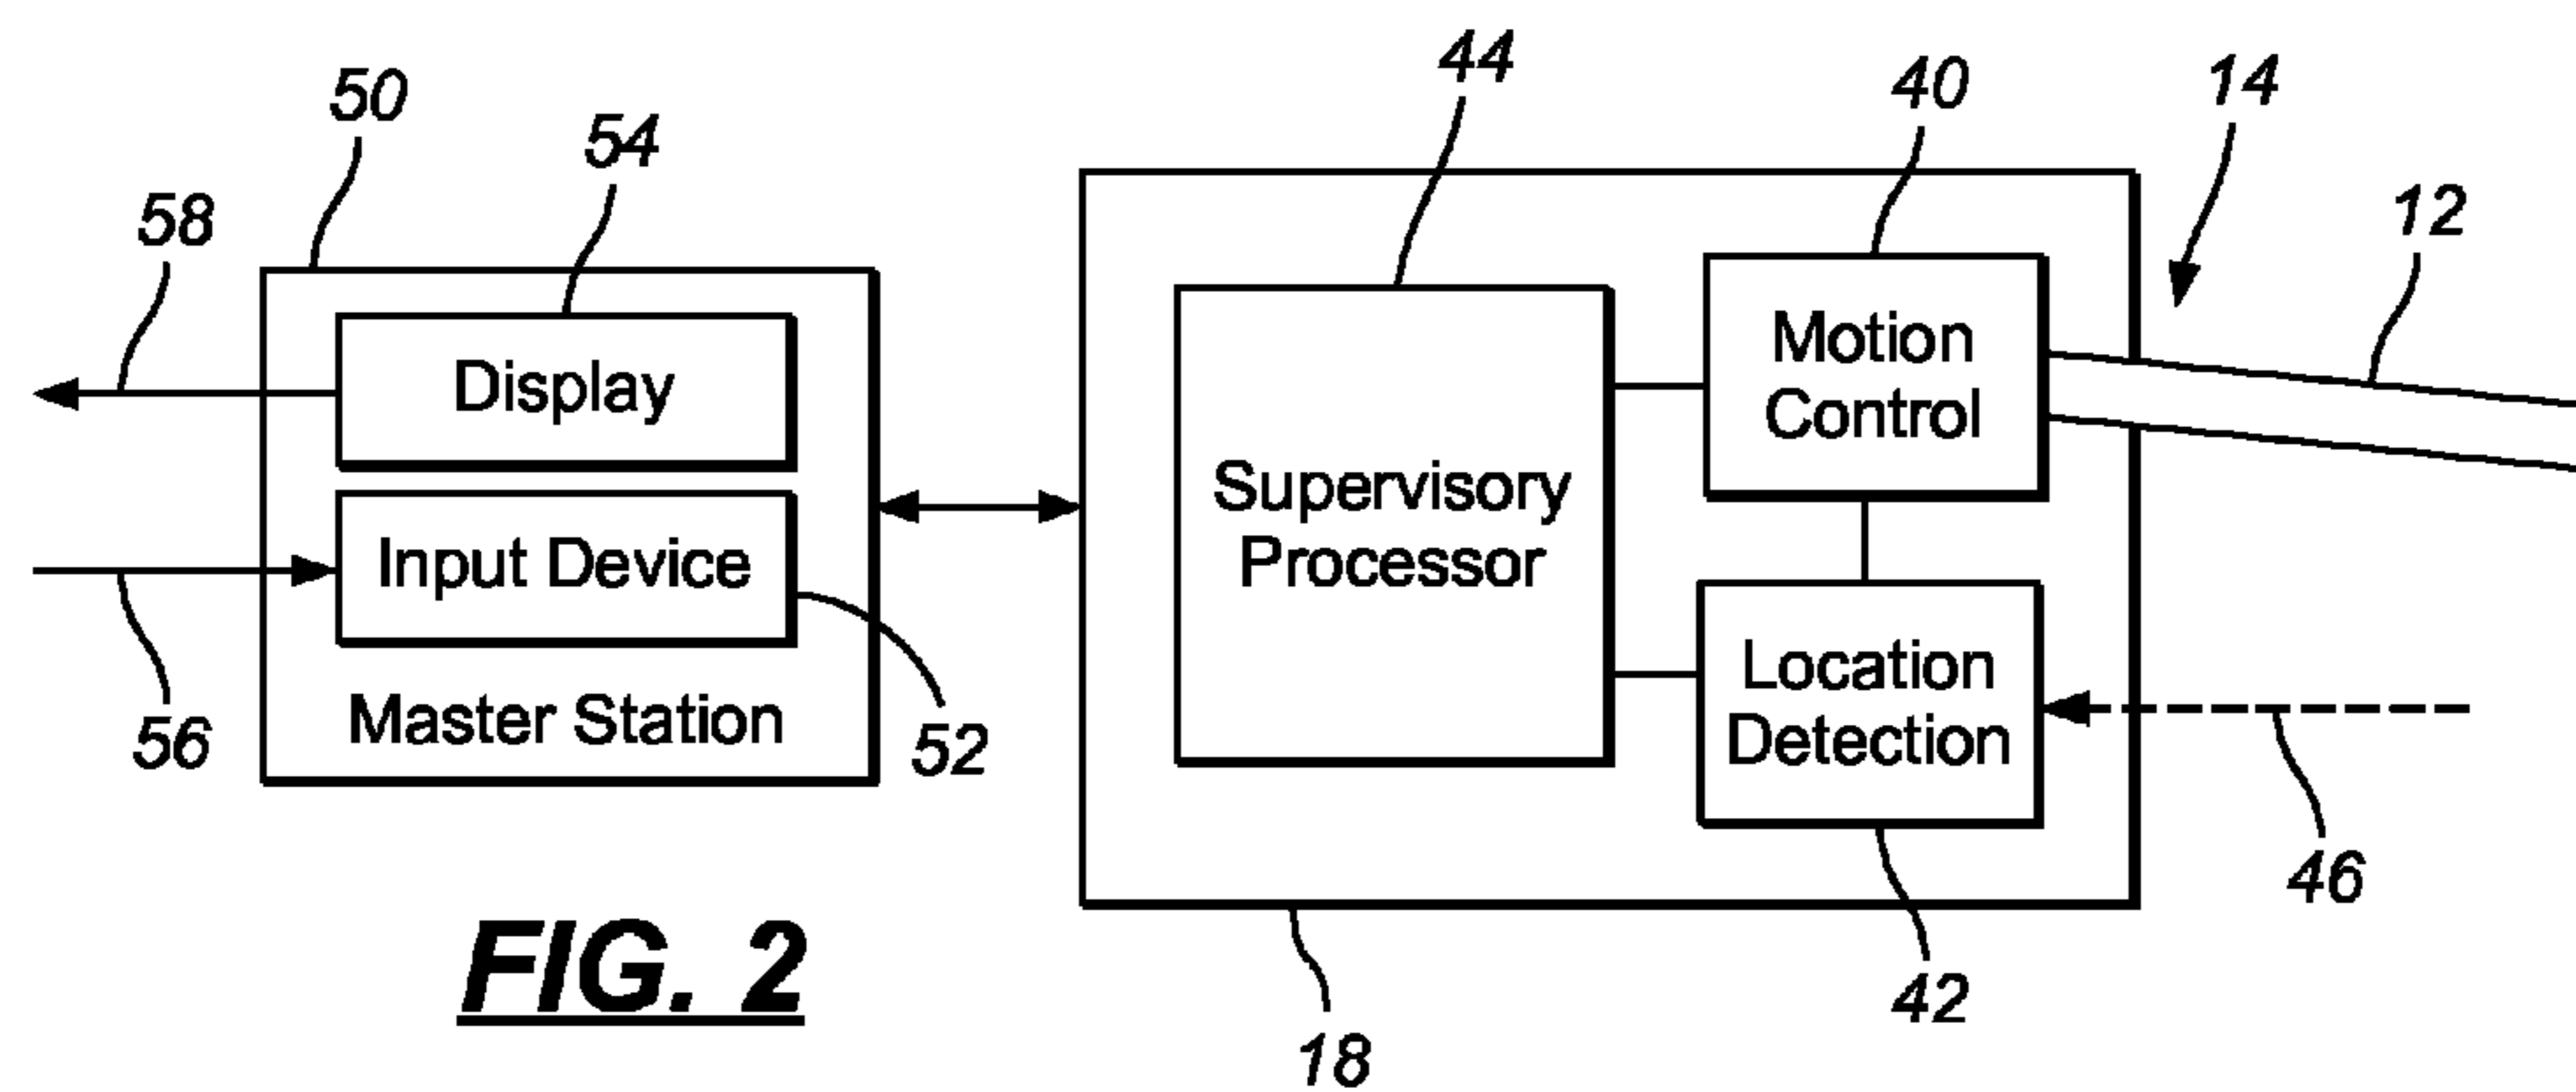 50
54
58
44
40
14
12
Display
Input Device
Master Station
56
52
Supervisory
Processor
Motion
Control
Location
Detection
46
42
18
FIG. 2